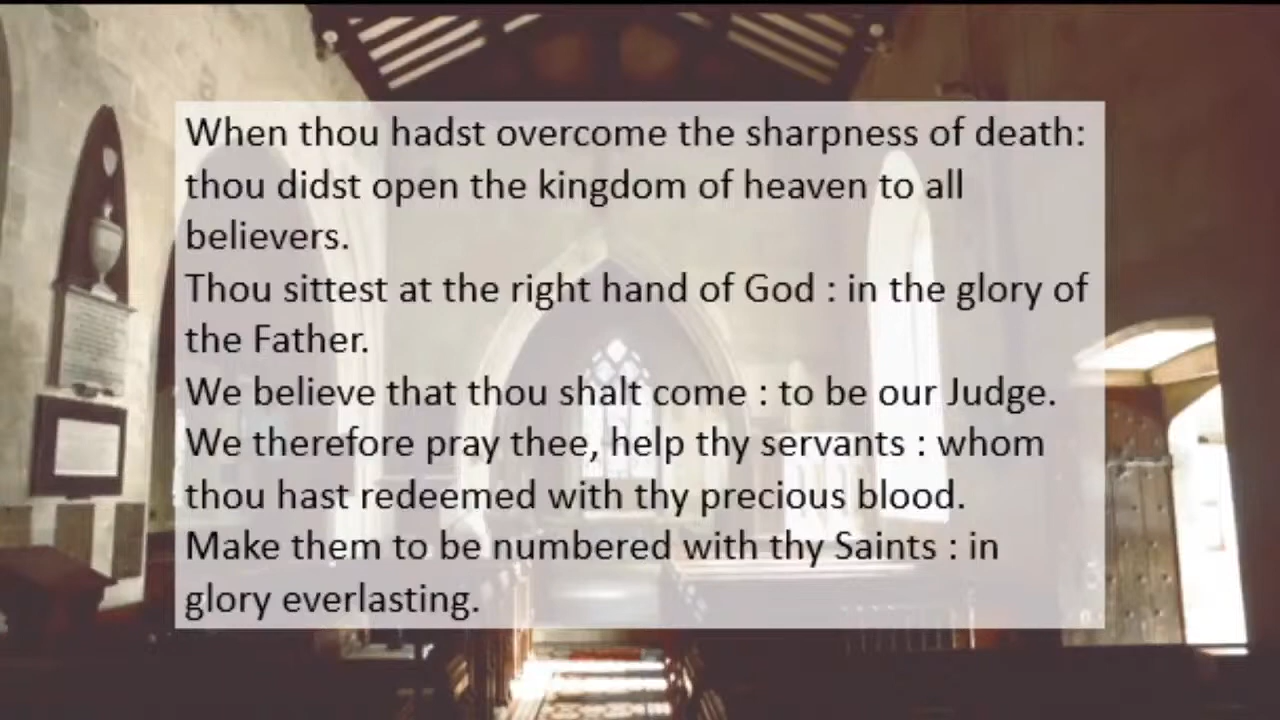 When thou hadst overcome the sharpness of death:
thou didst open the kingdom of heaven to all
believers.
Thou sittest at the right hand of God : in the glory of
the Father.
We believe that thou shalt come : to be our Judge.
We therefore pray thee, help thy servants : whom
thou hast redeemed with thy precious blood.
Make them to be numbered with thy Saints : in
glory everlasting.